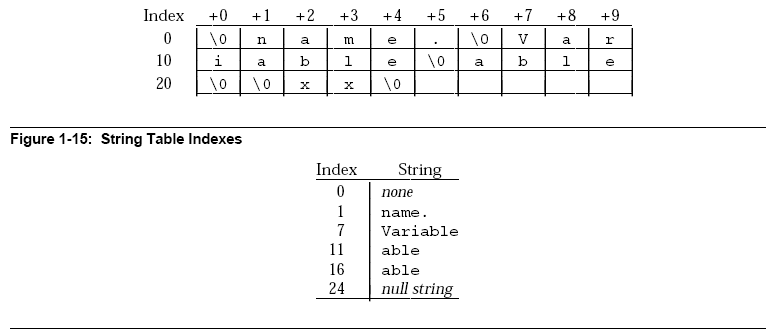 Index +0 +1 +2 +3 +4 +5 +6 +7 +8 +9
0 \0 n a m e . \0 V a r
10 i a b l e \0 a b l e
20 \0 \0 x x \0
Figure 1-15: String Table Indexes
Index String
0 none
1 name.
7 Variable
11 able
16 able
24 null string